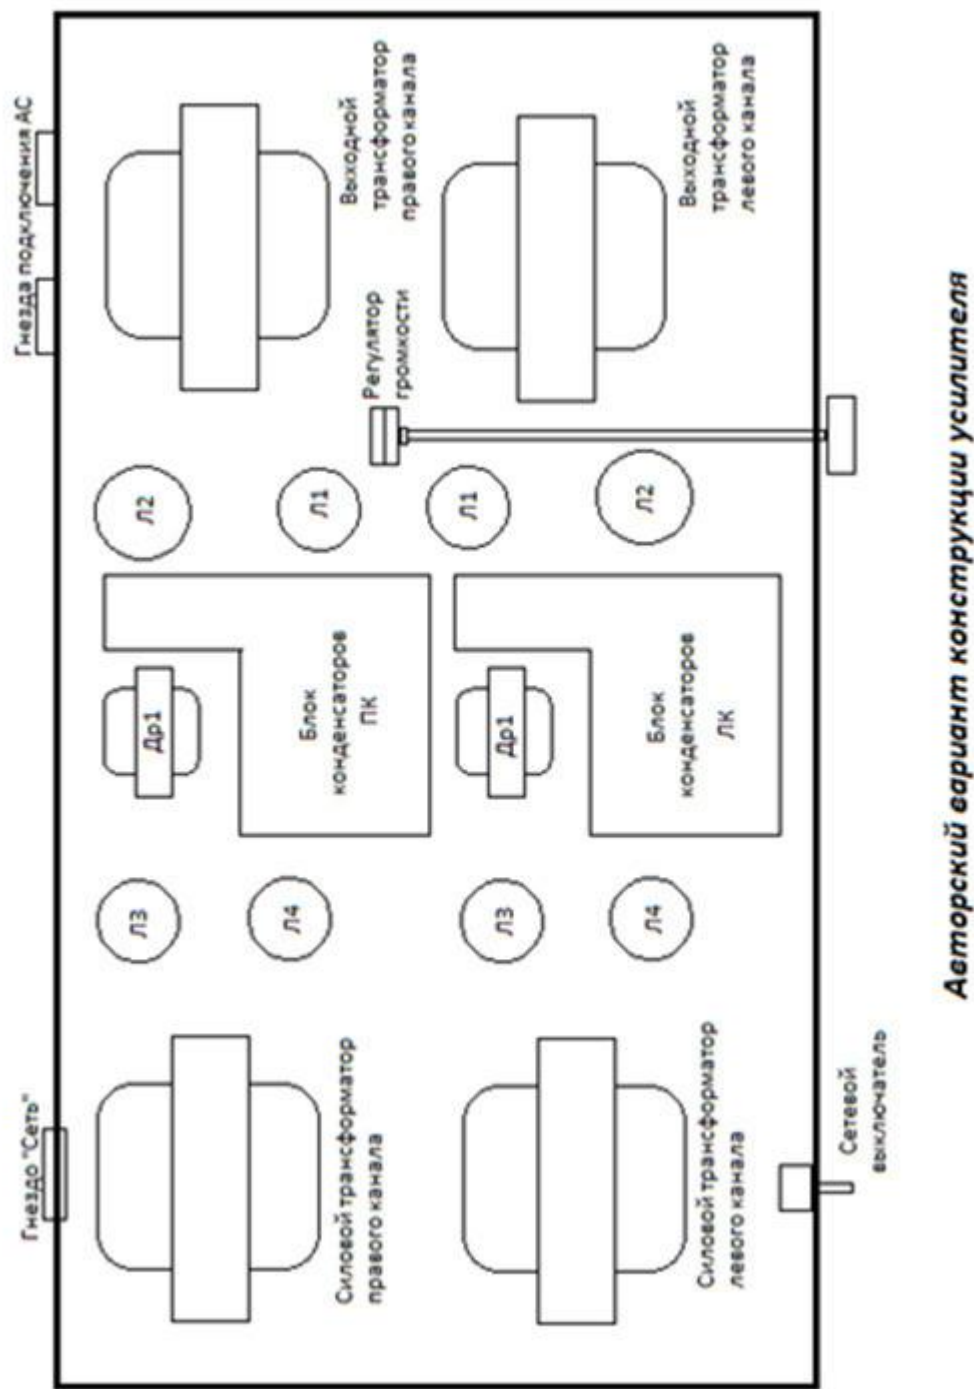 Гнездо "Сеть"
Гнезда подключения АС
Л3
Др1
Л2
Выходной
трансформатор
правого канала
Силовой трансформатор
правого канала
Л4
Блок
конденсаторов
ПК
Л1
Регулятор
громкости
Л3
Др1
Л1
Выходной
трансформатор
левого канала
Силовой трансформатор
левого канала
Л4
Блок
конденсаторов
ЛК
Л2
Сетевой
выключатель
Авторский вариант конструкции усилителя